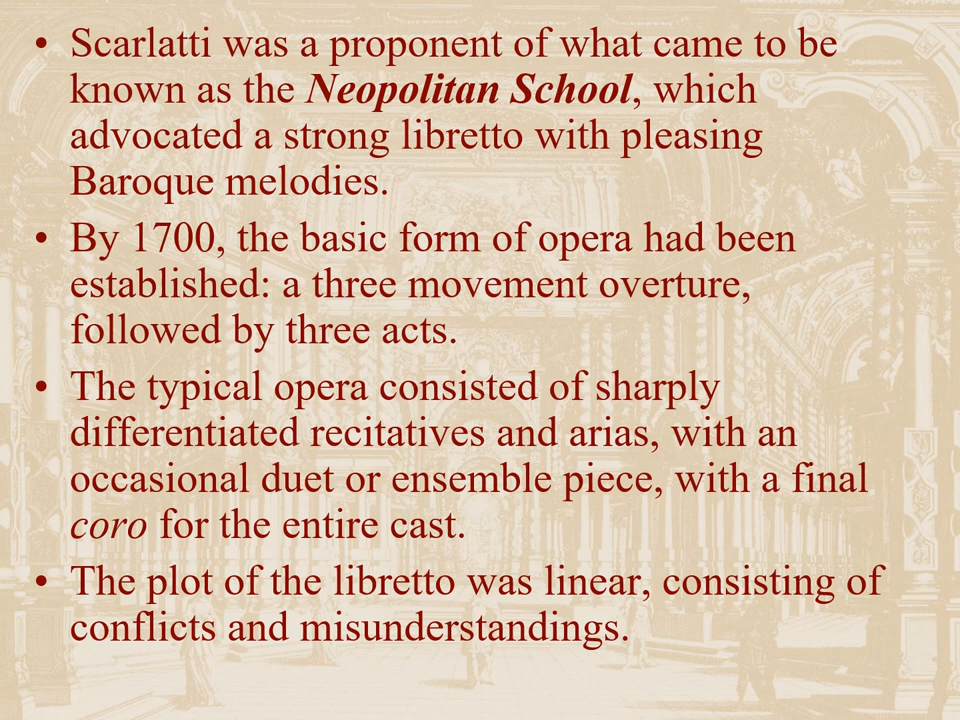 • Scarlatti was a proponent of what came to be
known as the Neopolitan School, which
advocated a strong libretto with pleasing
Baroque melodies.
• By 1700, the basic form of opera had been
established: a three movement overture,
followed by three acts.
• The typical opera consisted of sharply
differentiated recitatives and arias, with an
occasional duet or ensemble piece, with a final
coro for the entire cast.
• The plot of the libretto was linear, consisting of
conflicts and misunderstandings.